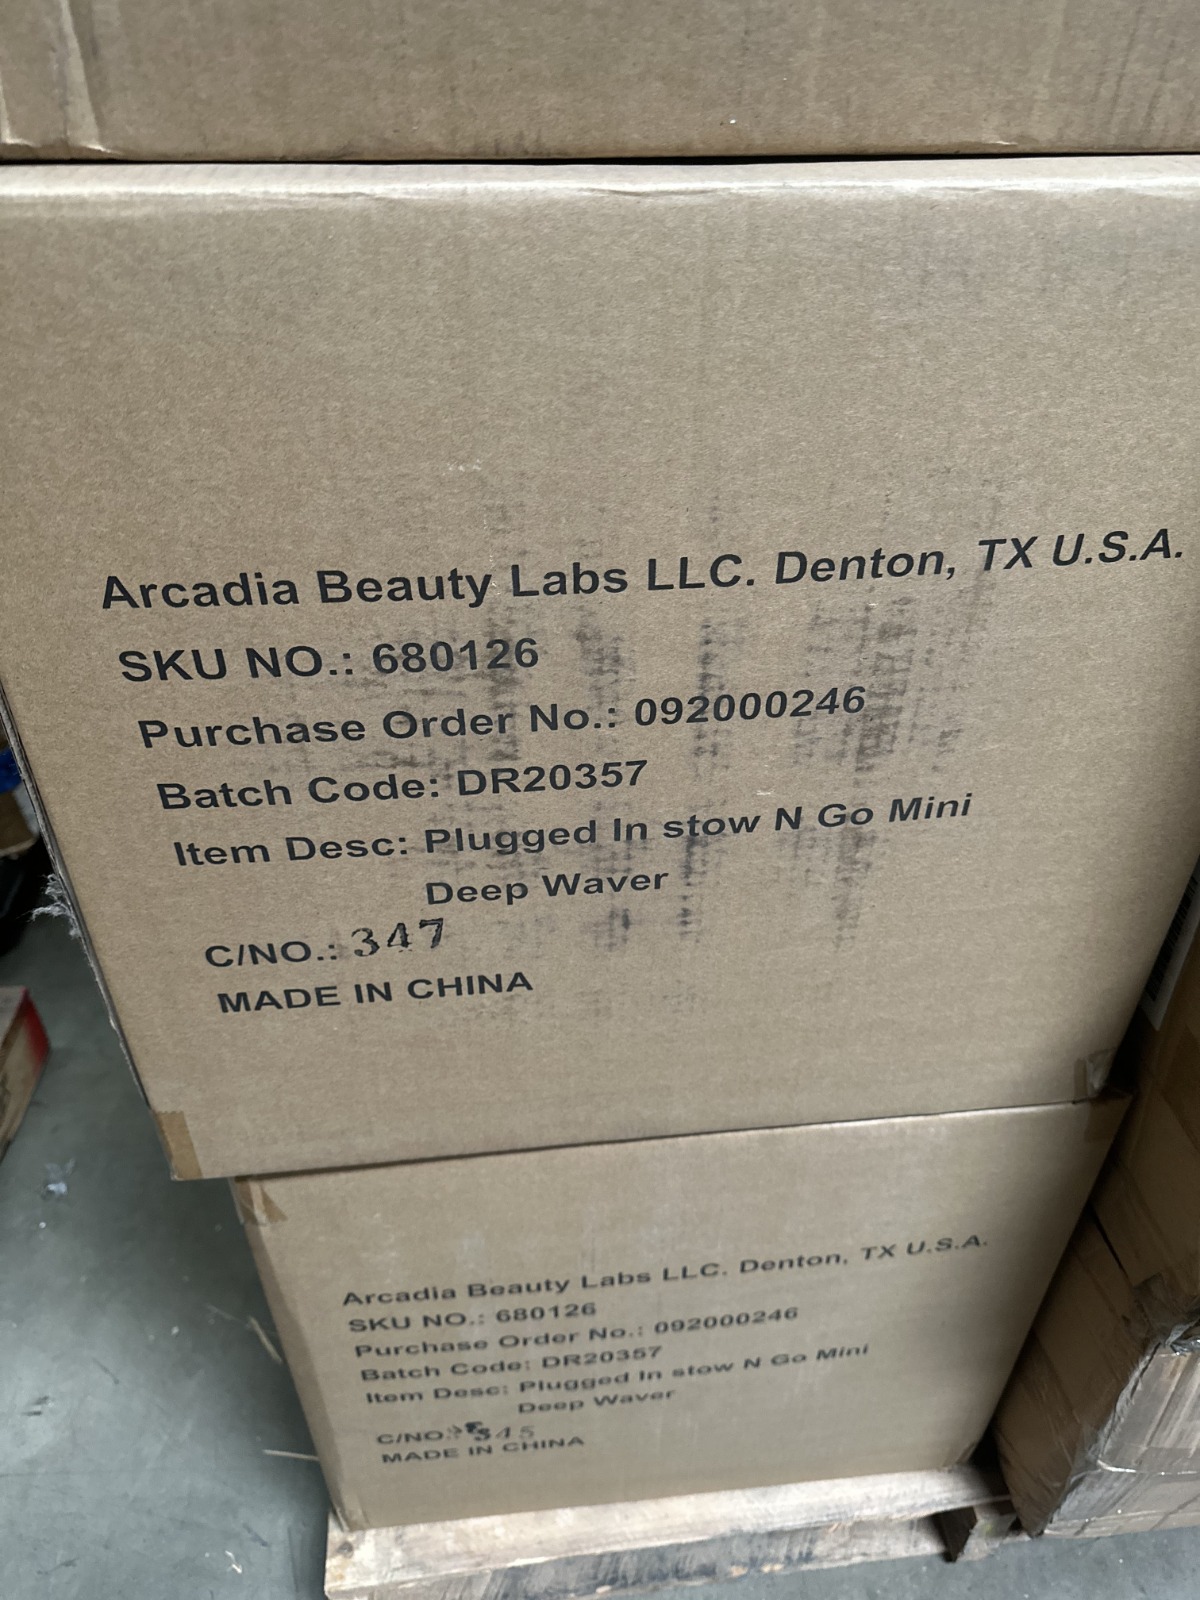 Arcadia Beauty Labs LLC. Denton, TX U.S.A.
SKU NO.: 680126
Purchase Order No.: 092000246
Batch Code: DR20357
Item Desc: Plugged In stow N Go Mini
Deep Waver
C/NO.: 347
MADE IN CHINA
Arcadia Beauty Labs LLC. Denton, TX U.S.A.
SKU NO.: 680126
Purchase Order No.: 092000246
Batch Code: DR20357
Item Desc: Plugged In stow N Go Mini
Deep Waver
C/NO.: 345
MADE IN CHINA